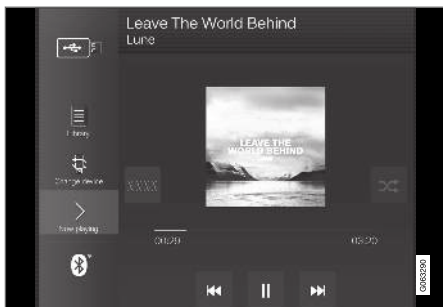 Leave The World Behind
Lune
Library
Change device
Now playing
LEAVE THE
WORLD BEHIND
XXXX
00:29
03:20
G063290